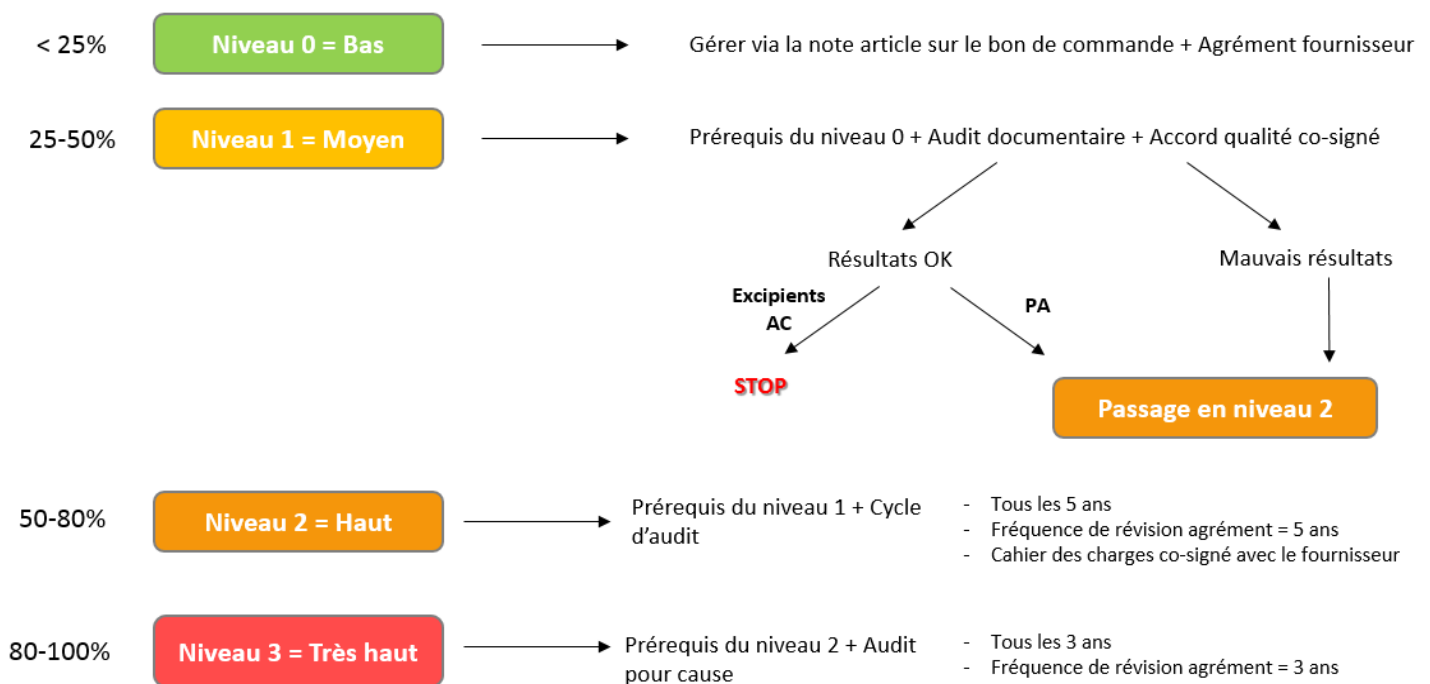 < 25%
Niveau 0 = Bas
Gérer via la note article sur le bon de commande + Agrément fournisseur
25-50%
Niveau 1 = Moyen
Prérequis du niveau 0 + Audit documentaire + Accord qualité co-signé
Résultats OK
Mauvais résultats
Excipients
AC
PA
STOP
Passage en niveau 2
50-80%
Niveau 2 = Haut
Prérequis du niveau 1 + Cycle
d'audit
- Tous les 5 ans
- Fréquence de révision agrément = 5 ans
- Cahier des charges co-signé avec le fournisseur
80-100%
Niveau 3 = Très haut
Prérequis du niveau 2 + Audit
pour cause
- Tous les 3 ans
- Fréquence de révision agrément = 3 ans